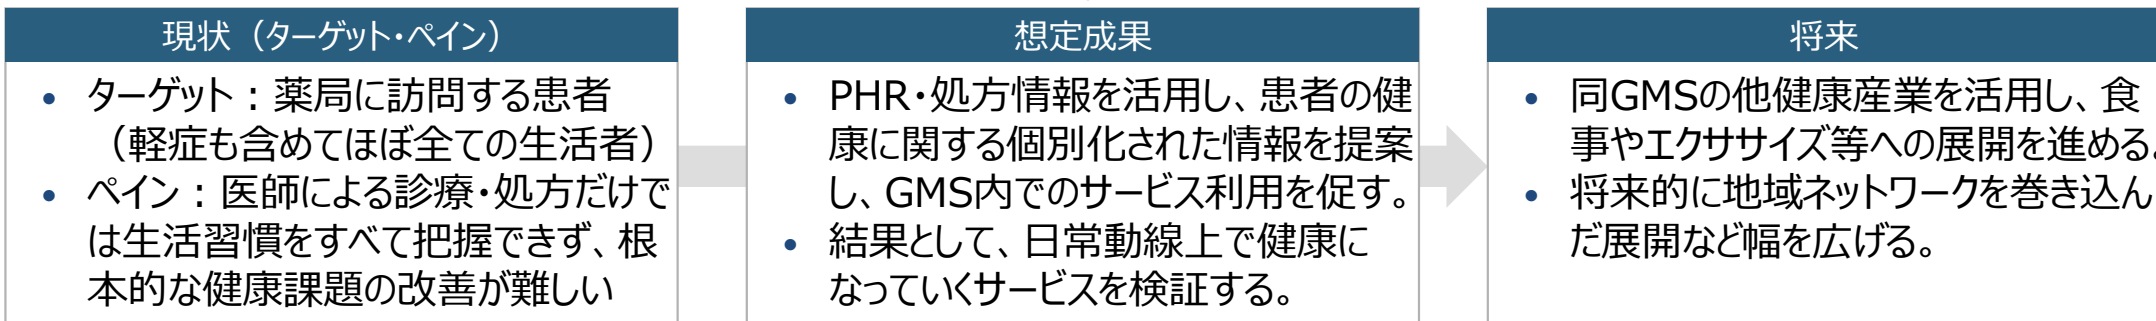 現状（ターゲット・ペイン）
• ターゲット：薬局に訪問する患者
（軽症も含めてほぼ全ての生活者）
• ペイン：医師による診療・処方だけで
は生活習慣をすべて把握できず、根
本的な健康課題の改善が難しい
想定成果
• PHR・処方情報を活用し、患者の健
康に関する個別化された情報を提案
し、GMS内でのサービス利用を促す。
• 結果として、日常動線上で健康に
なっていくサービスを検証する。
将来
• 同GMSの他健康産業を活用し、食
事やエクササイズ等への展開を進める。
• 将来的に地域ネットワークを巻き込ん
だ展開など幅を広げる。